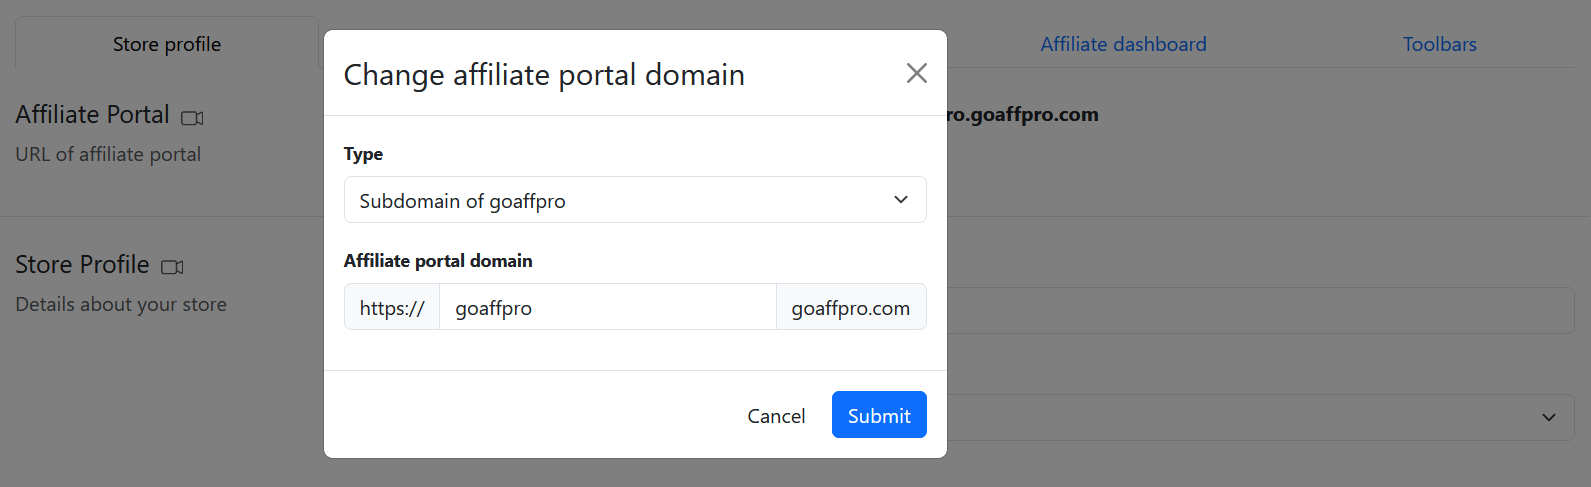 Store profile
Affiliate dashboard
Toolbars
Affiliate Portal
URL of affiliate portal
ro.goaffpro.com
Store Profile
Details about your store
Change affiliate portal domain
Type
Subdomain of goaffpro
Affiliate portal domain
https:// goaffpro goaffpro.com
Cancel Submit